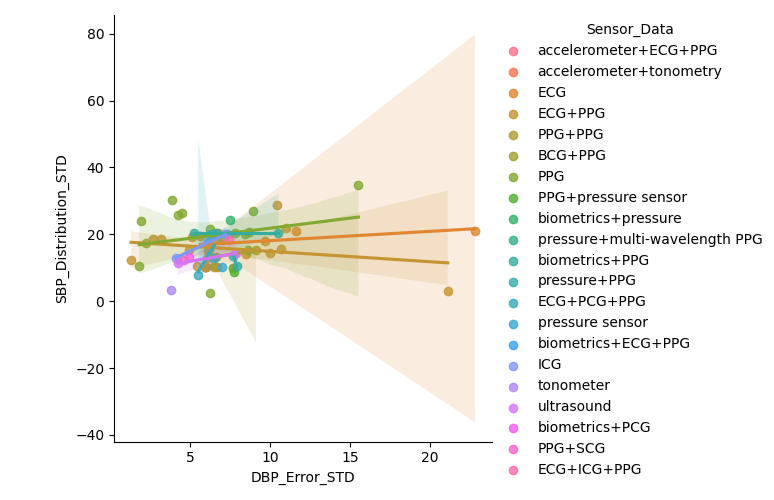 Sensor_Data
accelerometer+ECG+PPG
accelerometer+tonometry
ECG
ECG+PPG
PPG+PPG
BCG+PPG
PPG
PPG+pressure sensor
biometrics+pressure
pressure+multi-wavelength PPG
biometrics+PPG
pressure+PPG
ECG+PCG+PPG
pressure sensor
biometrics+ECG+PPG
ICG
tonometer
ultrasound
biometrics+PCG
PPG+SCG
ECG+ICG+PPG
SBP_Distribution_STD
80
60
40
20
0
−20
−40
5 10 15 20
DBP_Error_STD